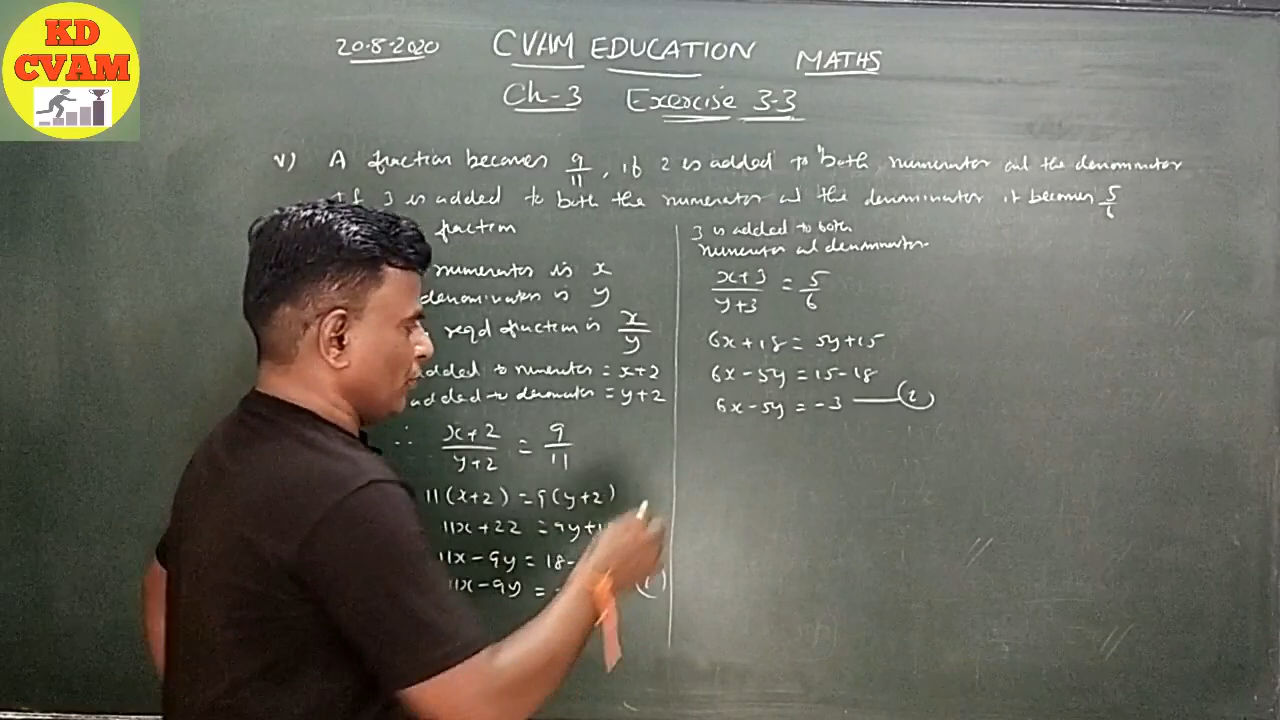 KD
CVAM
20.8.2020 CVAM EDUCATION MATHS
Ch-3 Exercise 3.3
v) A fraction becomes 9/11, if 2 is added to both numerator and the denominator
If 3 is added to both the numerator and the denominator it becomes 5/6
fraction
numerator is x
denominator is y
reqd fraction is x/y
added to numerator = x+2
added to denominator = y+2
∴ x+2/y+2 = 9/11
11(x+2) = 9(y+2)
11x+22 = 9y+
11x-9y = 18-
11x-9y = -
3 is added to both
numerator and denominator
x+3/y+3 = 5/6
6x+18 = 5y+15
6x-5y = 15-18
6x-5y = -3 (2)